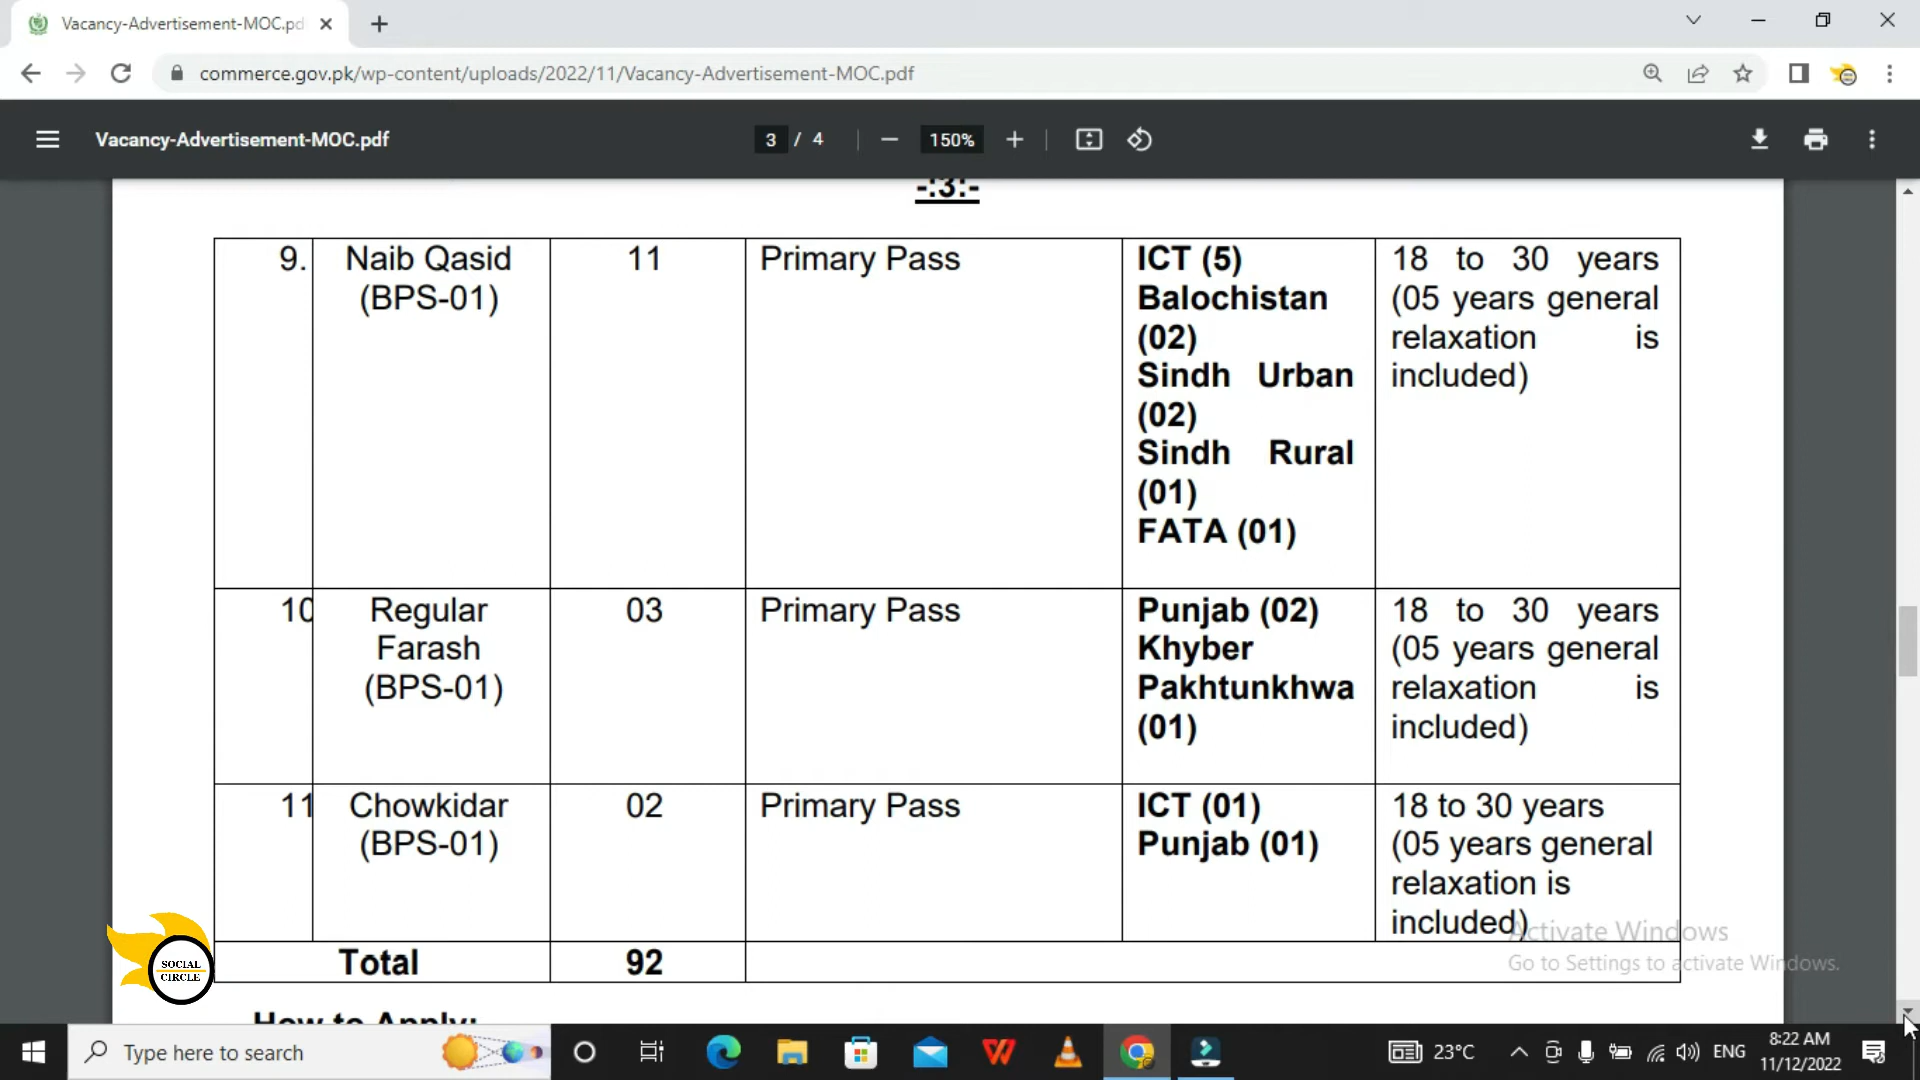 Vacancy-Advertisement-MOC.pd
commerce.gov.pk/wp-content/uploads/2022/11/Vacancy-Advertisement-MOC.pdf
Vacancy-Advertisement-MOC.pdf
3 / 4
150%
-:3:-
9. Naib Qasid (BPS-01) 11 Primary Pass ICT (5) 18 to 30 years
Balochistan (05 years general
(02) relaxation is
Sindh Urban included)
(02)
Sindh Rural
(01)
FATA (01)
10 Regular 03 Primary Pass Punjab (02) 18 to 30 years
Farash Khyber (05 years general
(BPS-01) Pakhtunkhwa relaxation is
(01) included)
11 Chowkidar 02 Primary Pass ICT (01) 18 to 30 years
(BPS-01) Punjab (01) (05 years general
relaxation is
included)
Total 92
How to Apply:
SOCIAL
CIRCLE
Activate Windows
Go to Settings to activate Windows.
Type here to search
23°C
ENG
8:22 AM
11/12/2022